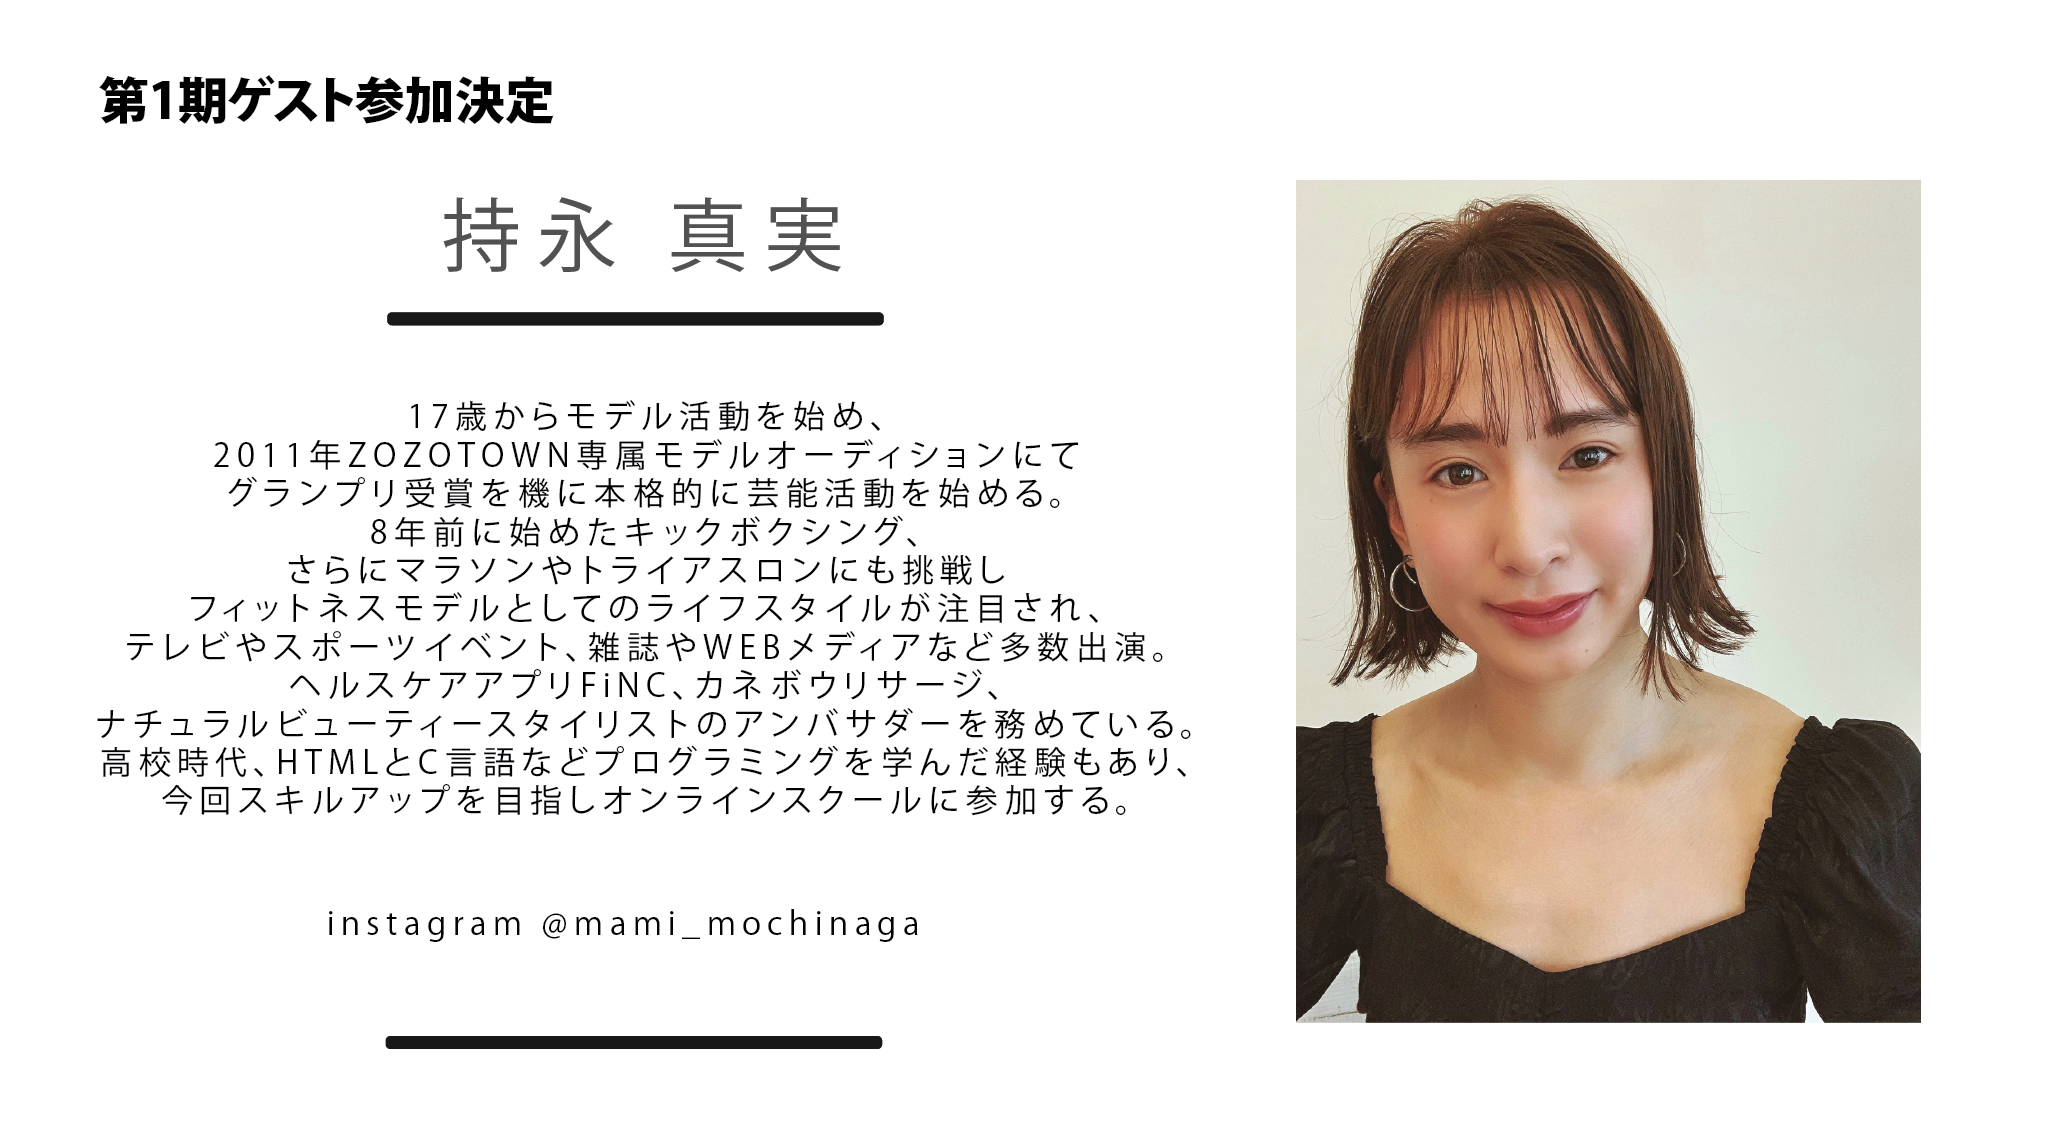 第1期ゲスト参加決定
持永 真実
17歳からモデル活動を始め、
2011年ZOZOTOWN専属モデルオーディションにて
グランプリ受賞を機に本格的に芸能活動を始める。
8年前に始めたキックボクシング、
さらにマラソンやトライアスロンにも挑戦し
フィットネスモデルとしてのライフスタイルが注目され、
テレビやスポーツイベント、雑誌やWEBメディアなど多数出演。
ヘルスケアアプリFiNC、カネボウリサージ、
ナチュラルビューティースタイリストのアンバサダーを務めている。
高校時代、HTMLとC言語などプログラミングを学んだ経験もあり、
今回スキルアップを目指しオンラインスクールに参加する。
instagram @mami_mochinaga